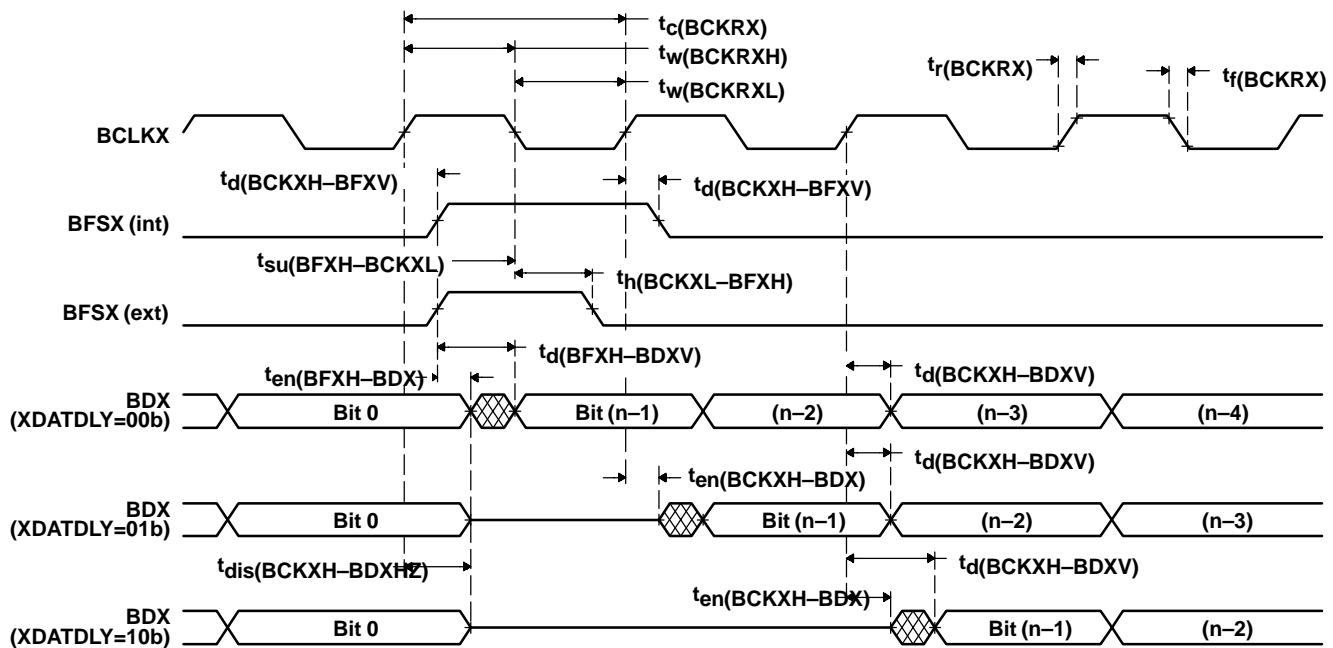 tc(BCKRX)
tw(BCKRXH)
tr(BCKRX)
tf(BCKRX)
tw(BCKRXL)
BCLKX
td(BCKXH–BFXV)
td(BCKXH–BFXV)
BFSX (int)
tsu(BFXH–BCKXL)
th(BCKXL–BFXH)
BFSX (ext)
td(BFXH–BDXV)
ten(BFXH–BDX)
td(BCKXH–BDXV)
BDX
(XDATDLY=00b)
Bit 0
Bit (n–1)
(n–2)
(n–3)
(n–4)
td(BCKXH–BDXV)
ten(BCKXH–BDX)
BDX
(XDATDLY=01b)
Bit 0
Bit (n–1)
(n–2)
(n–3)
tdis(BCKXH–BDXHZ)
td(BCKXH–BDXV)
ten(BCKXH–BDX)
BDX
(XDATDLY=10b)
Bit 0
Bit (n–1)
(n–2)